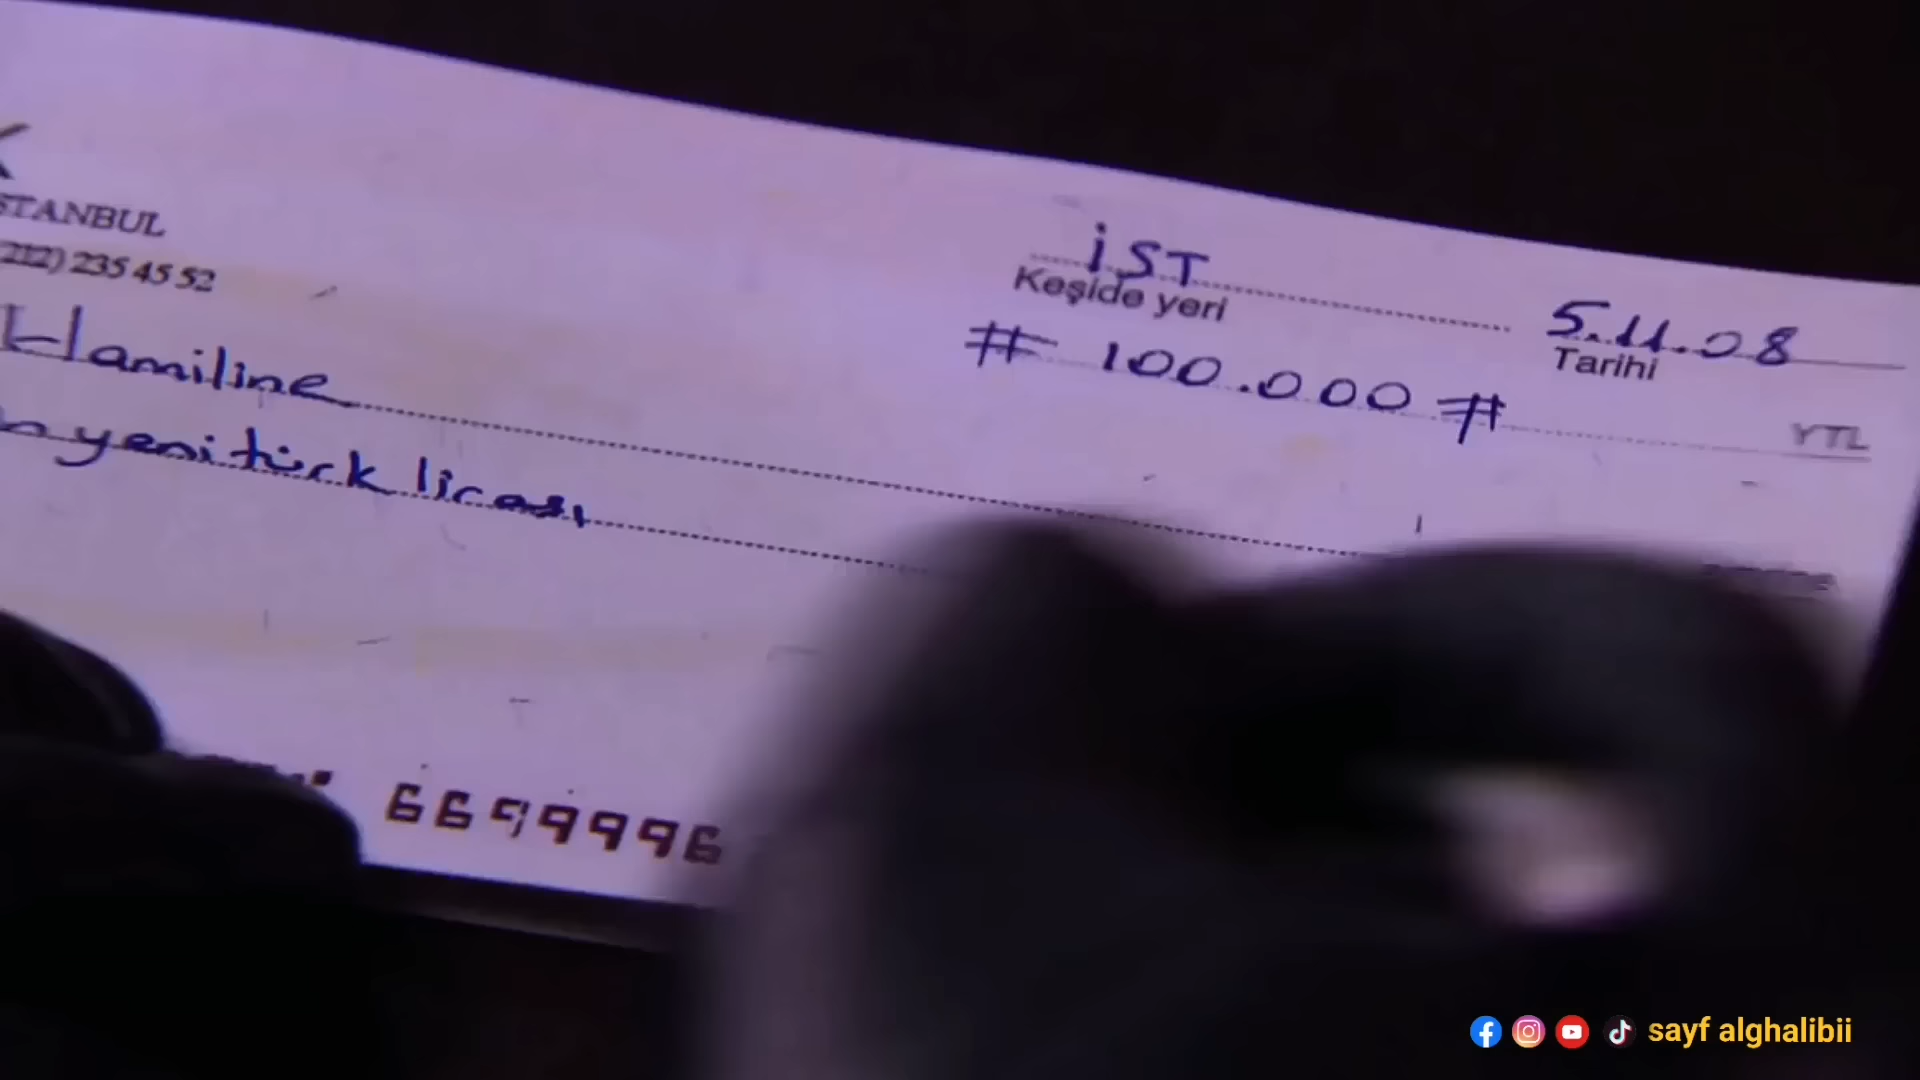 STANBUL
(212) 235 45 52
İST
Keşide yeri
5.11.08
Tarihi
# 100.000 #
YTL
Hamiline
yeni türk lirası
6699996
sayf alghalibii